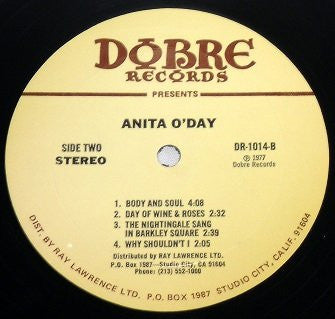 DOBRE
RECORDS
PRESENTS
ANITA O'DAY
SIDE TWO
STEREO
DR-1014-B
Ⓟ 1977
Dobre Records
1. BODY AND SOUL 4:08
2. DAY OF WINE & ROSES 2:32
3. THE NIGHTINGALE SANG
IN BARKLEY SQUARE 2:39
4. WHY SHOULDN'T I 2:05
Distributed by RAY LAWRENCE LTD.
P.O. Box 1987—Studio City, CA 91604
Phone: (213) 552-1000
DIST. BY RAY LAWRENCE LTD. P.O. BOX 1987 STUDIO CITY, CALIF. 91604